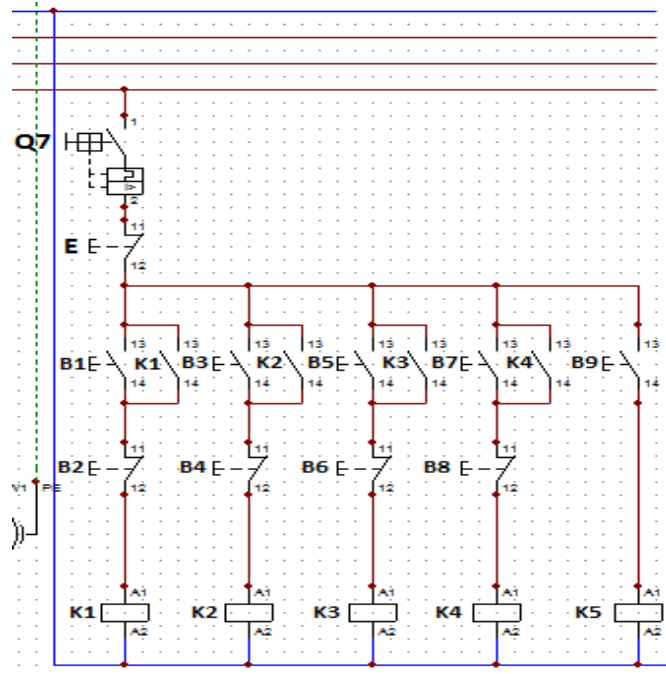 1
Q7
2
11
E
12
13 13 13 13 13 13 13 13 13
B1 K1 B3 K2 B5 K3 B7 K4 B9
14 14 14 14 14 14 14 14 14
11 11 11 11
B2 B4 B6 B8
12 12 12 12
PE
A1 A1 A1 A1 A1
K1 K2 K3 K4 K5
A2 A2 A2 A2 A2